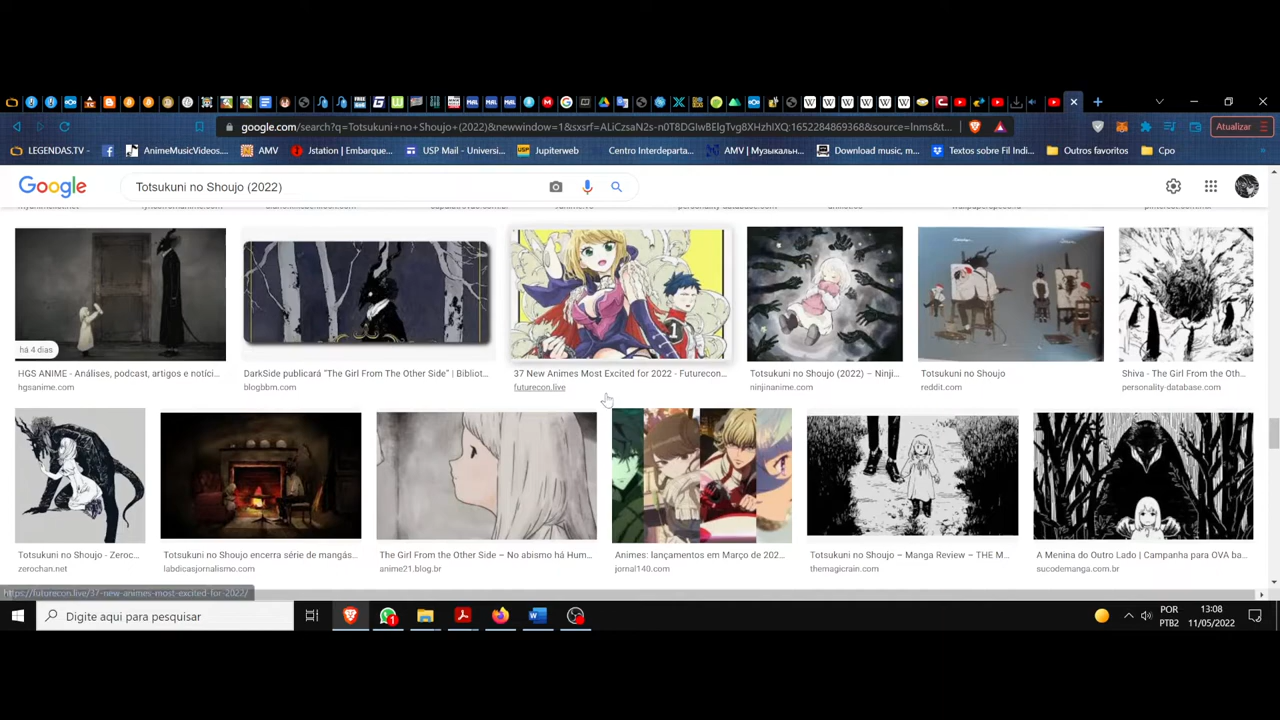 google.com/search?q=Totsukuni+no+Shoujo+(2022)&newwindow=1&sxsrf=ALiCzsaN2s-n0T8DGIwBEIgTvg8XHzhIXQ:1652284869368&source=lnms&t...
Atualizar
LEGENDAS.TV -
AnimeMusicVideos...
AMV
Jstation | Embarque...
USP Mail - Universi...
Jupiterweb
Centro Interdeparta...
AMV | Музыкальн...
Download music, m...
Textos sobre Fil Indi...
Outros favoritos
Cpo
Google
Totsukuni no Shoujo (2022)
há 4 dias
HGS ANIME - Análises, podcast, artigos e notíci...
hgsanime.com
DarkSide publicará "The Girl From The Other Side" | Bibliot...
blogbbm.com
37 New Animes Most Excited for 2022 - Futurecon...
futurecon.live
Totsukuni no Shoujo (2022) – Ninji...
ninjinanime.com
Totsukuni no Shoujo
reddit.com
Shiva - The Girl From the Oth...
personality-database.com
Totsukuni no Shoujo - Zeroc...
zerochan.net
Totsukuni no Shoujo encerra série de mangás...
labdicasjornalismo.com
The Girl From the Other Side – No abismo há Hum...
anime21.blog.br
Animes: lançamentos em Março de 202...
jornal140.com
Totsukuni no Shoujo – Manga Review – THE M...
themagicrain.com
A Menina do Outro Lado | Campanha para OVA ba...
sucodemanga.com.br
https://futurecon.live/37-new-animes-most-excited-for-2022/
Digite aqui para pesquisar
POR
PTB2
13:08
11/05/2022